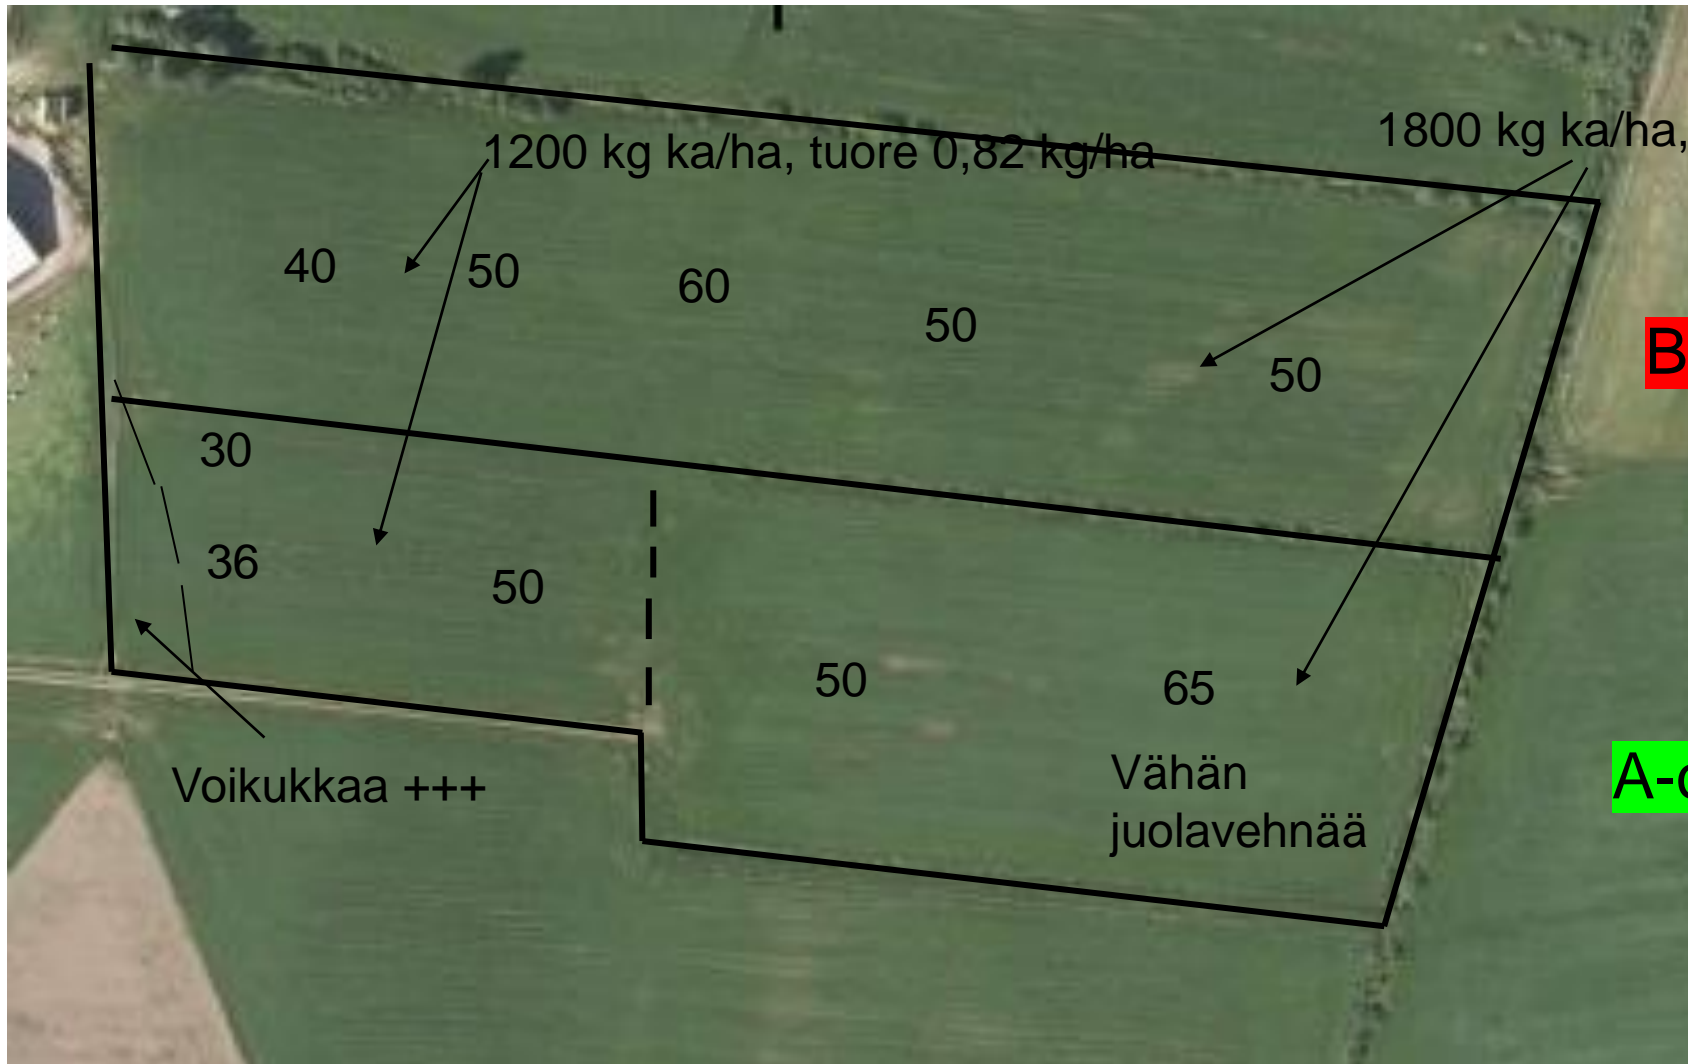 1200 kg ka/ha, tuore 0,82 kg/ha
1800 kg ka/ha,
40
50
60
50
50
B
30
36
50
50
65
Voikukkaa +++
Vähän
juolavehnää
A-